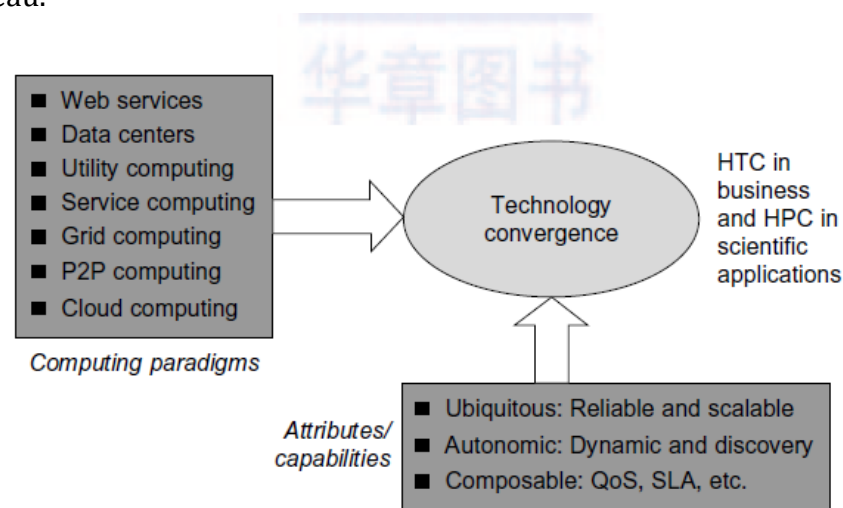 eau.
华章图书
■ Web services
■ Data centers
■ Utility computing
■ Service computing
■ Grid computing
■ P2P computing
■ Cloud computing
Computing paradigms
Technology
convergence
HTC in
business
and HPC in
scientific
applications
Attributes/
capabilities
■ Ubiquitous: Reliable and scalable
■ Autonomic: Dynamic and discovery
■ Composable: QoS, SLA, etc.